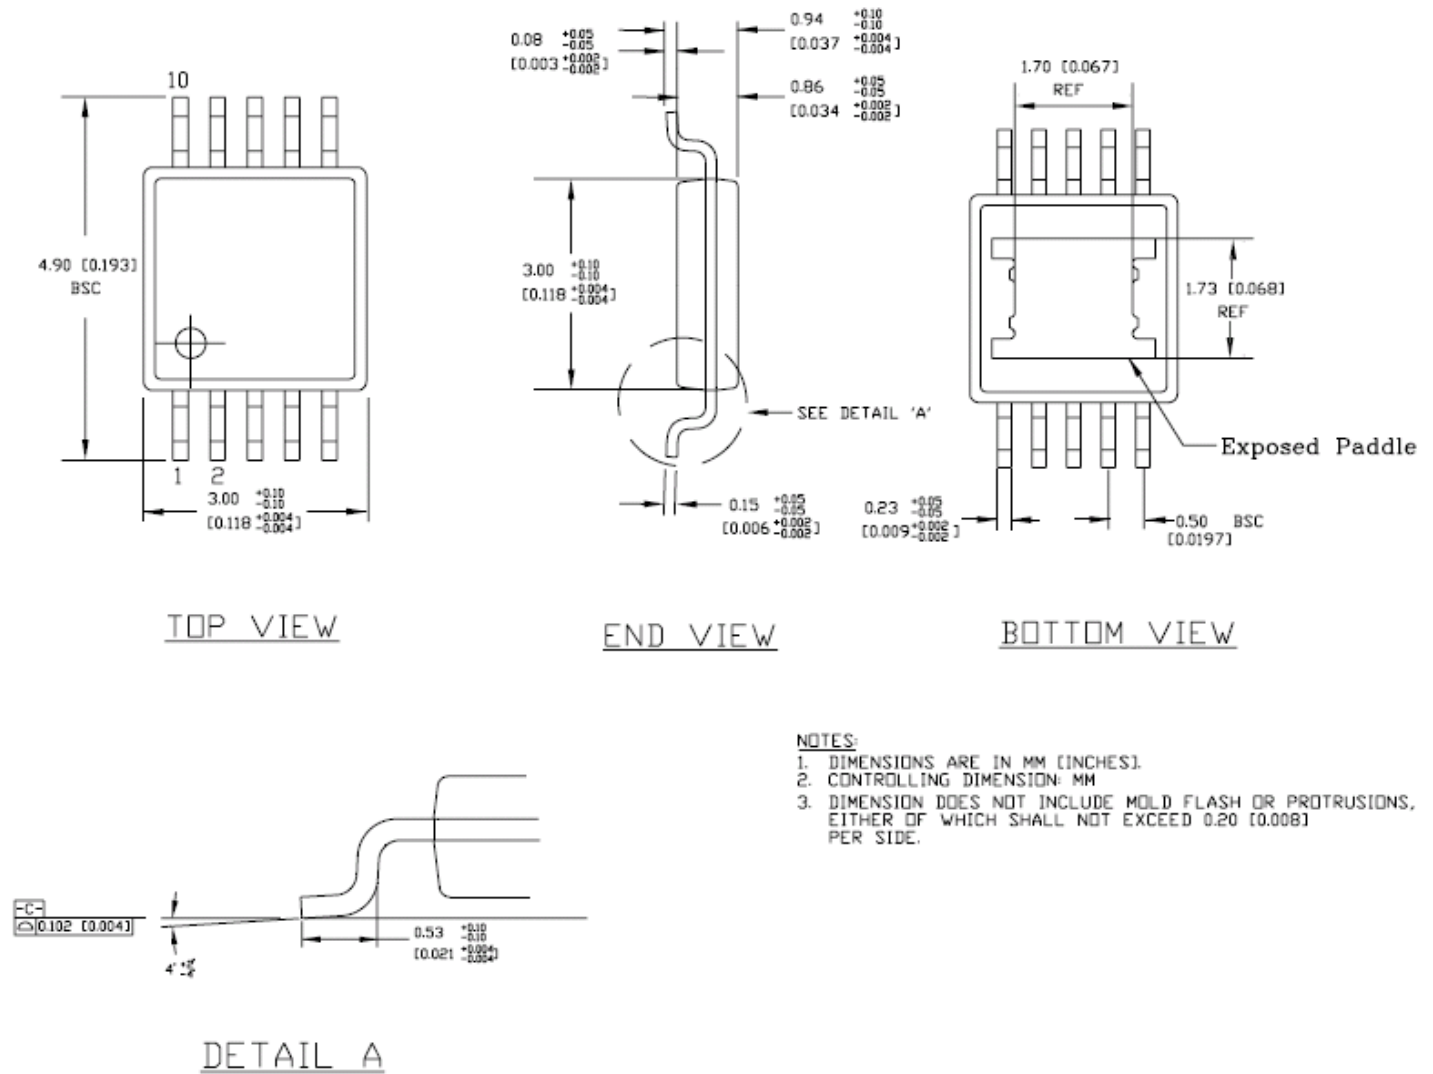 10
4.90 [0.193]
BSC
1 2
3.00 +0.10 -0.10
[0.118 +0.004 -0.004]
TOP VIEW
0.08 +0.05 -0.05
[0.003 +0.002 -0.002]
0.94 +0.10 -0.10
[0.037 +0.004 -0.004]
0.86 +0.05 -0.05
[0.034 +0.002 -0.002]
3.00 +0.10 -0.10
[0.118 +0.004 -0.004]
SEE DETAIL 'A'
0.15 +0.05 -0.05
[0.006 +0.002 -0.002]
END VIEW
1.70 [0.067]
REF
1.73 [0.068]
REF
Exposed Paddle
0.23 +0.05 -0.05
[0.009 +0.002 -0.002]
0.50 BSC
[0.0197]
BOTTOM VIEW
-C-
0.102 [0.004]
0.53 +0.10 -0.10
[0.021 +0.004 -0.004]
DETAIL A
NOTES:
1. DIMENSIONS ARE IN MM [INCHES].
2. CONTROLLING DIMENSION: MM
3. DIMENSION DOES NOT INCLUDE MOLD FLASH OR PROTRUSIONS,
EITHER OF WHICH SHALL NOT EXCEED 0.20 [0.008]
PER SIDE.